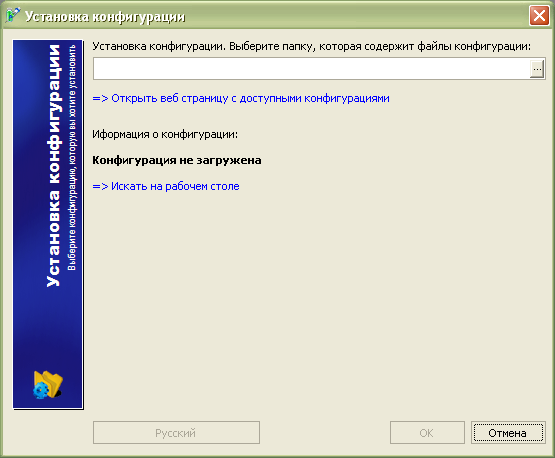 Установка конфигурации
Установка конфигурации. Выберите папку, которая содержит файлы конфигурации:
...
=> Открыть веб страницу с доступными конфигурациями
Иформация о конфигурации:
Конфигурация не загружена
=> Искать на рабочем столе
Установка конфигурации
Выберите конфигурацию, которую вы хотите установить
Русский
OK
Отмена